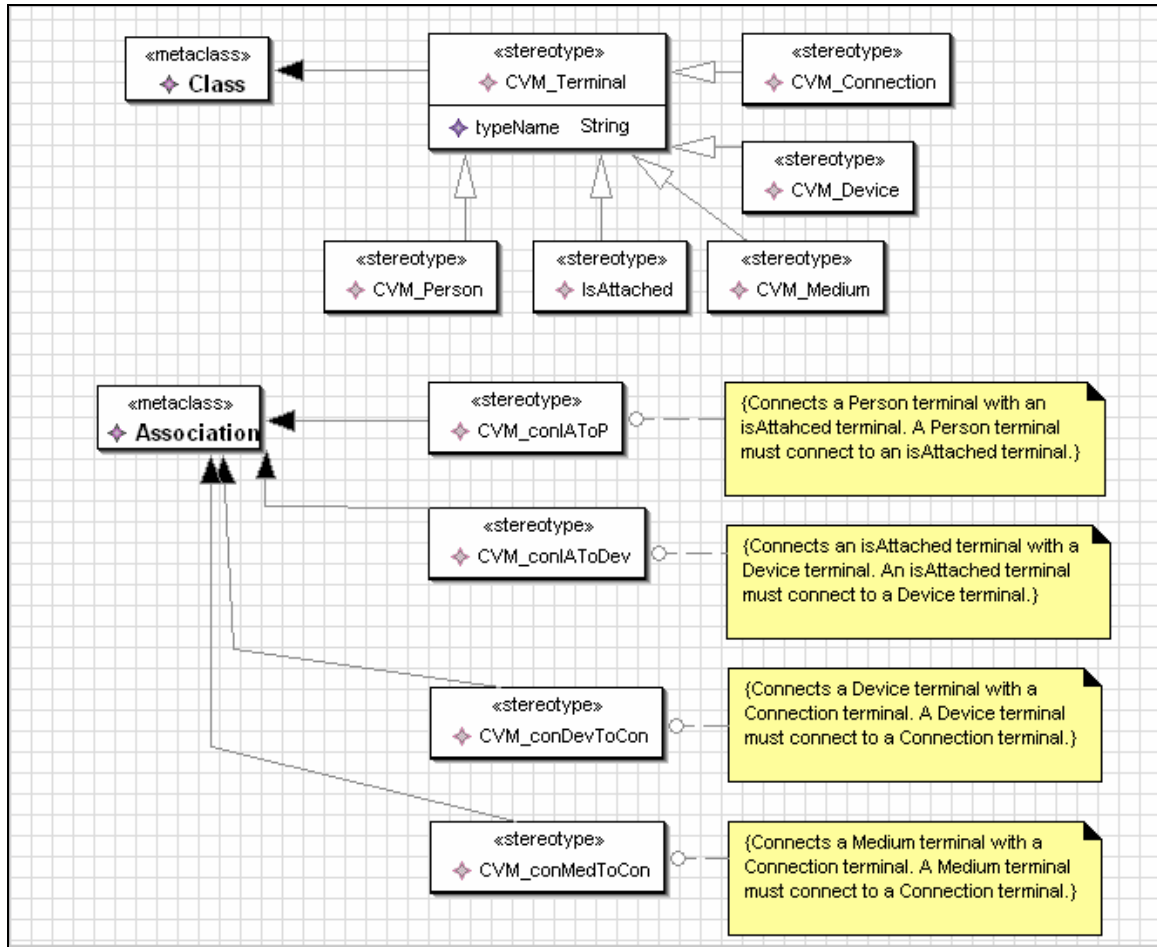 «metaclass»
Class
«stereotype»
CVM_Terminal
typeName String
«stereotype»
CVM_Connection
«stereotype»
CVM_Device
«stereotype»
CVM_Person
«stereotype»
IsAttached
«stereotype»
CVM_Medium
«metaclass»
Association
«stereotype»
CVM_conIAToP
{Connects a Person terminal with an
isAttahced terminal. A Person terminal
must connect to an isAttached terminal.}
«stereotype»
CVM_conIAToDev
{Connects an isAttached terminal with a
Device terminal. An isAttached terminal
must connect to a Device terminal.}
«stereotype»
CVM_conDevToCon
{Connects a Device terminal with a
Connection terminal. A Device terminal
must connect to a Connection terminal.}
«stereotype»
CVM_conMedToCon
{Connects a Medium terminal with a
Connection terminal. A Medium terminal
must connect to a Connection terminal.}